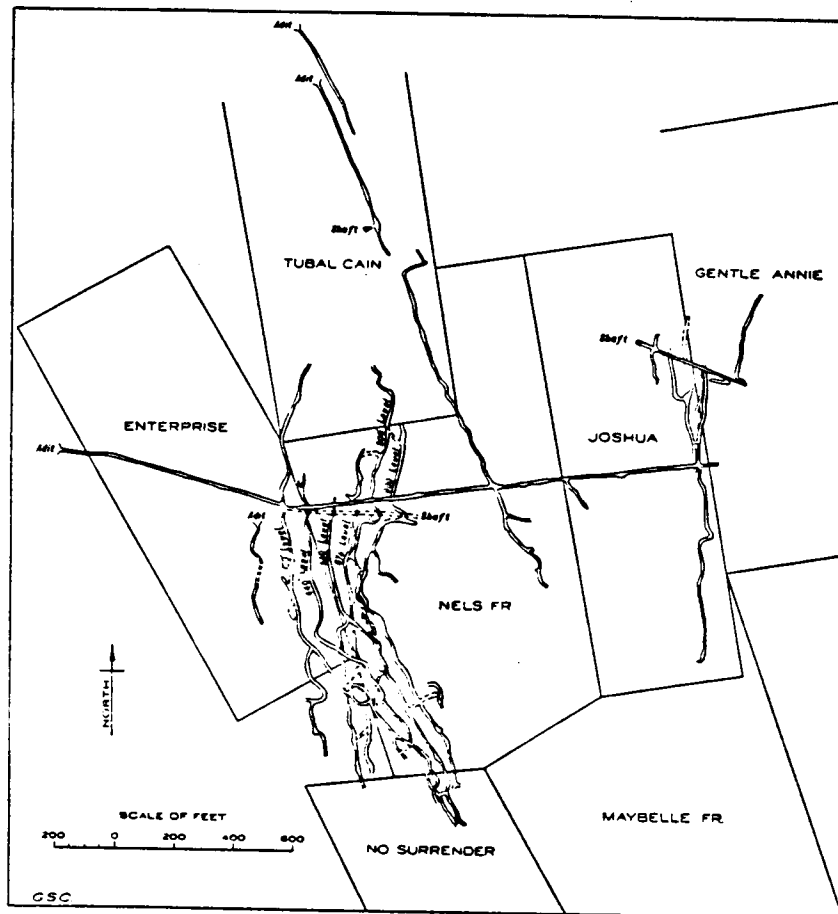 Adit
Adit
Shaft
TUBAL CAIN
GENTLE ANNIE
Shaft
ENTERPRISE
JOSHUA
Adit
Adit
Shaft
NELS FR
NORTH
SCALE OF FEET
200 0 200 400 600
MAYBELLE FR.
NO SURRENDER
GSC